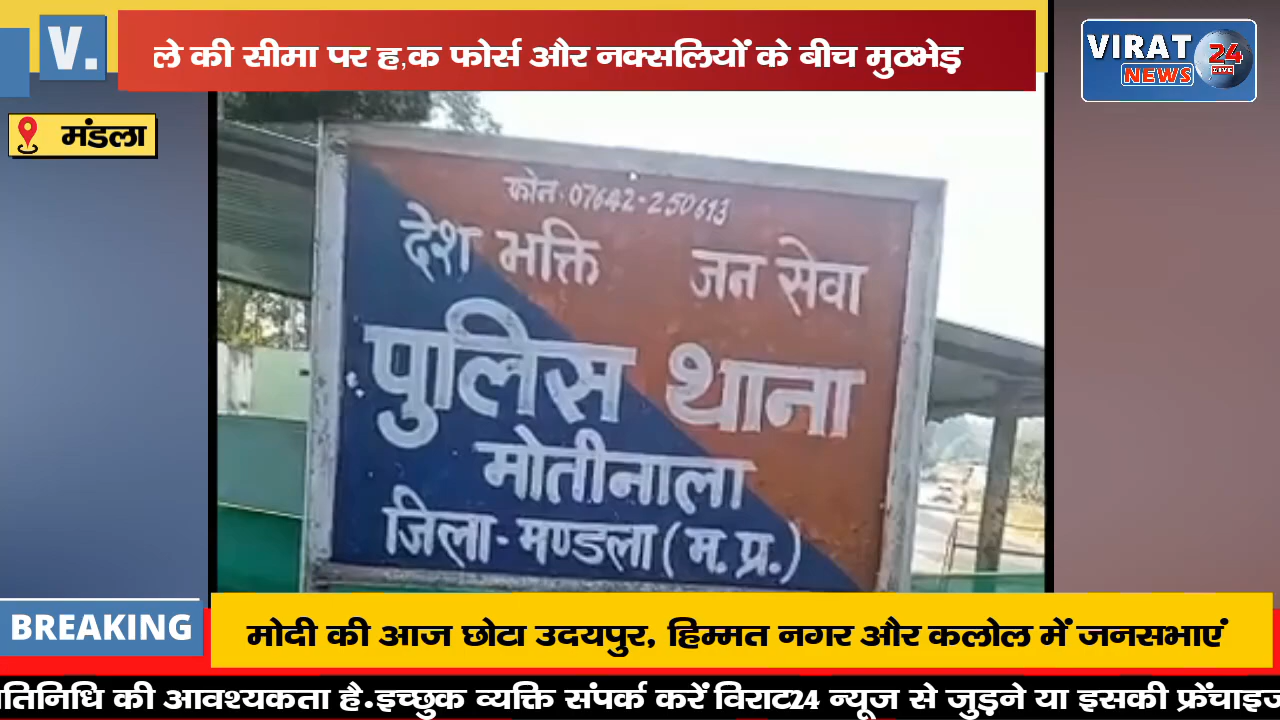 V.
ले की सीमा पर ह,क फोर्स और नक्सलियों के बीच मुठभेड़
VIRAT 24
NEWS LIVE
मंडला
फोन. 07642-250613
देश भक्ति जन सेवा
पुलिस थाना
मोतीनाला
जिला-मण्डला (म.प्र.)
BREAKING
मोदी की आज छोटा उदयपुर, हिम्मत नगर और कलोल में जनसभाएं
तिनिधि की आवश्यकता है.इच्छुक व्यक्ति संपर्क करें विराट24 न्यूज से जुड़ने या इसकी फ्रेंचाइज